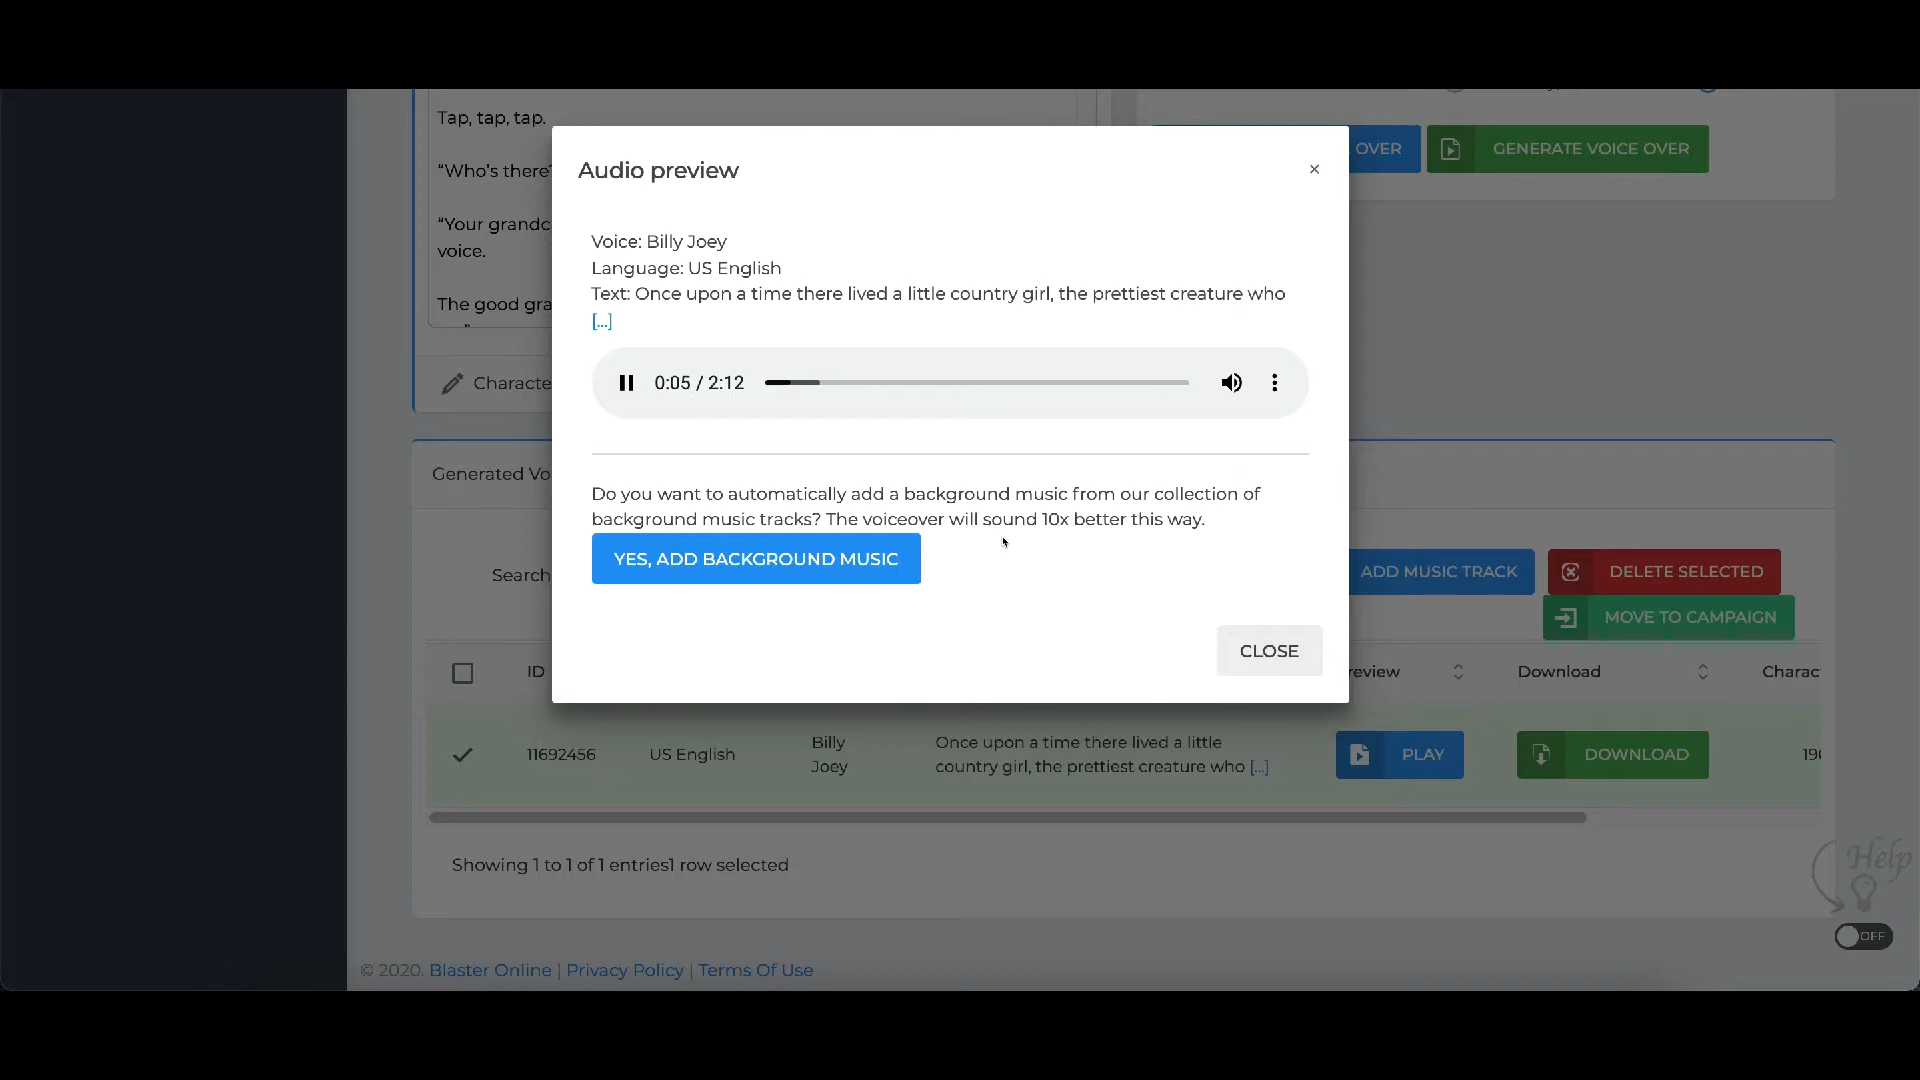 Tap, tap, tap.
“Who’s there?
“Your grandc
voice.
The good gra
Characte
OVER
GENERATE VOICE OVER
Audio preview
×
Voice: Billy Joey
Language: US English
Text: Once upon a time there lived a little country girl, the prettiest creature who
[...]
0:05 / 2:12
Do you want to automatically add a background music from our collection of
background music tracks? The voiceover will sound 10x better this way.
YES, ADD BACKGROUND MUSIC
CLOSE
Generated Vo
Search
ADD MUSIC TRACK
DELETE SELECTED
MOVE TO CAMPAIGN
ID
review
Download
Charac
11692456
US English
Billy
Joey
Once upon a time there lived a little
country girl, the prettiest creature who [...]
PLAY
DOWNLOAD
190
Showing 1 to 1 of 1 entries1 row selected
Help
OFF
© 2020. Blaster Online | Privacy Policy | Terms Of Use